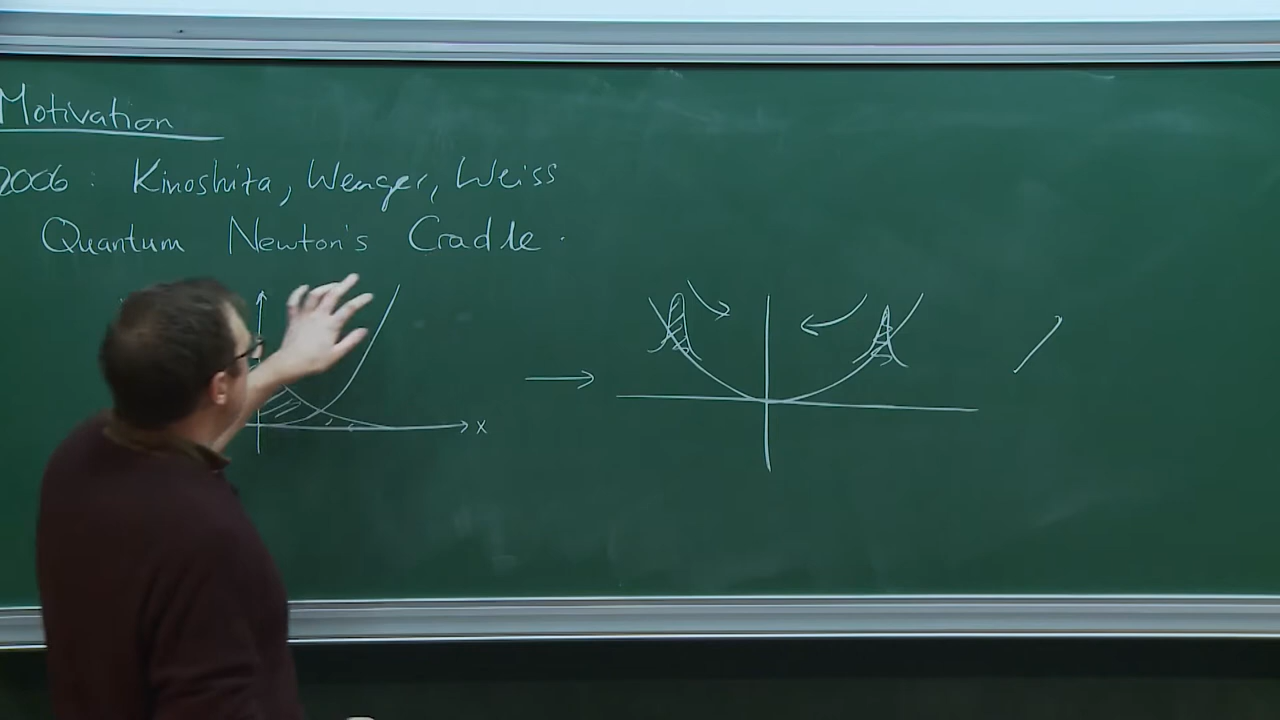 Motivation
2006 : Kinoshita, Wenger, Weiss
Quantum Newton's Cradle.
x